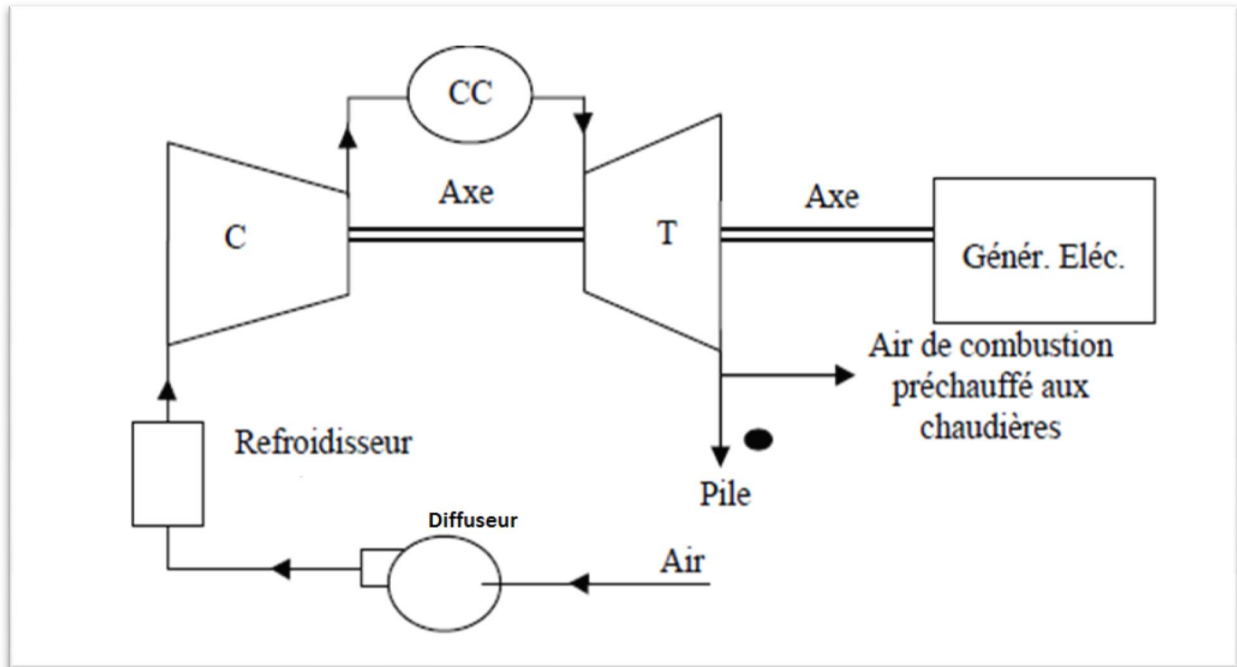 CC
Axe
Axe
C
T
Génér. Eléc.
Air de combustion
préchauffé aux
chaudières
Refroidisseur
Pile
Diffuseur
Air